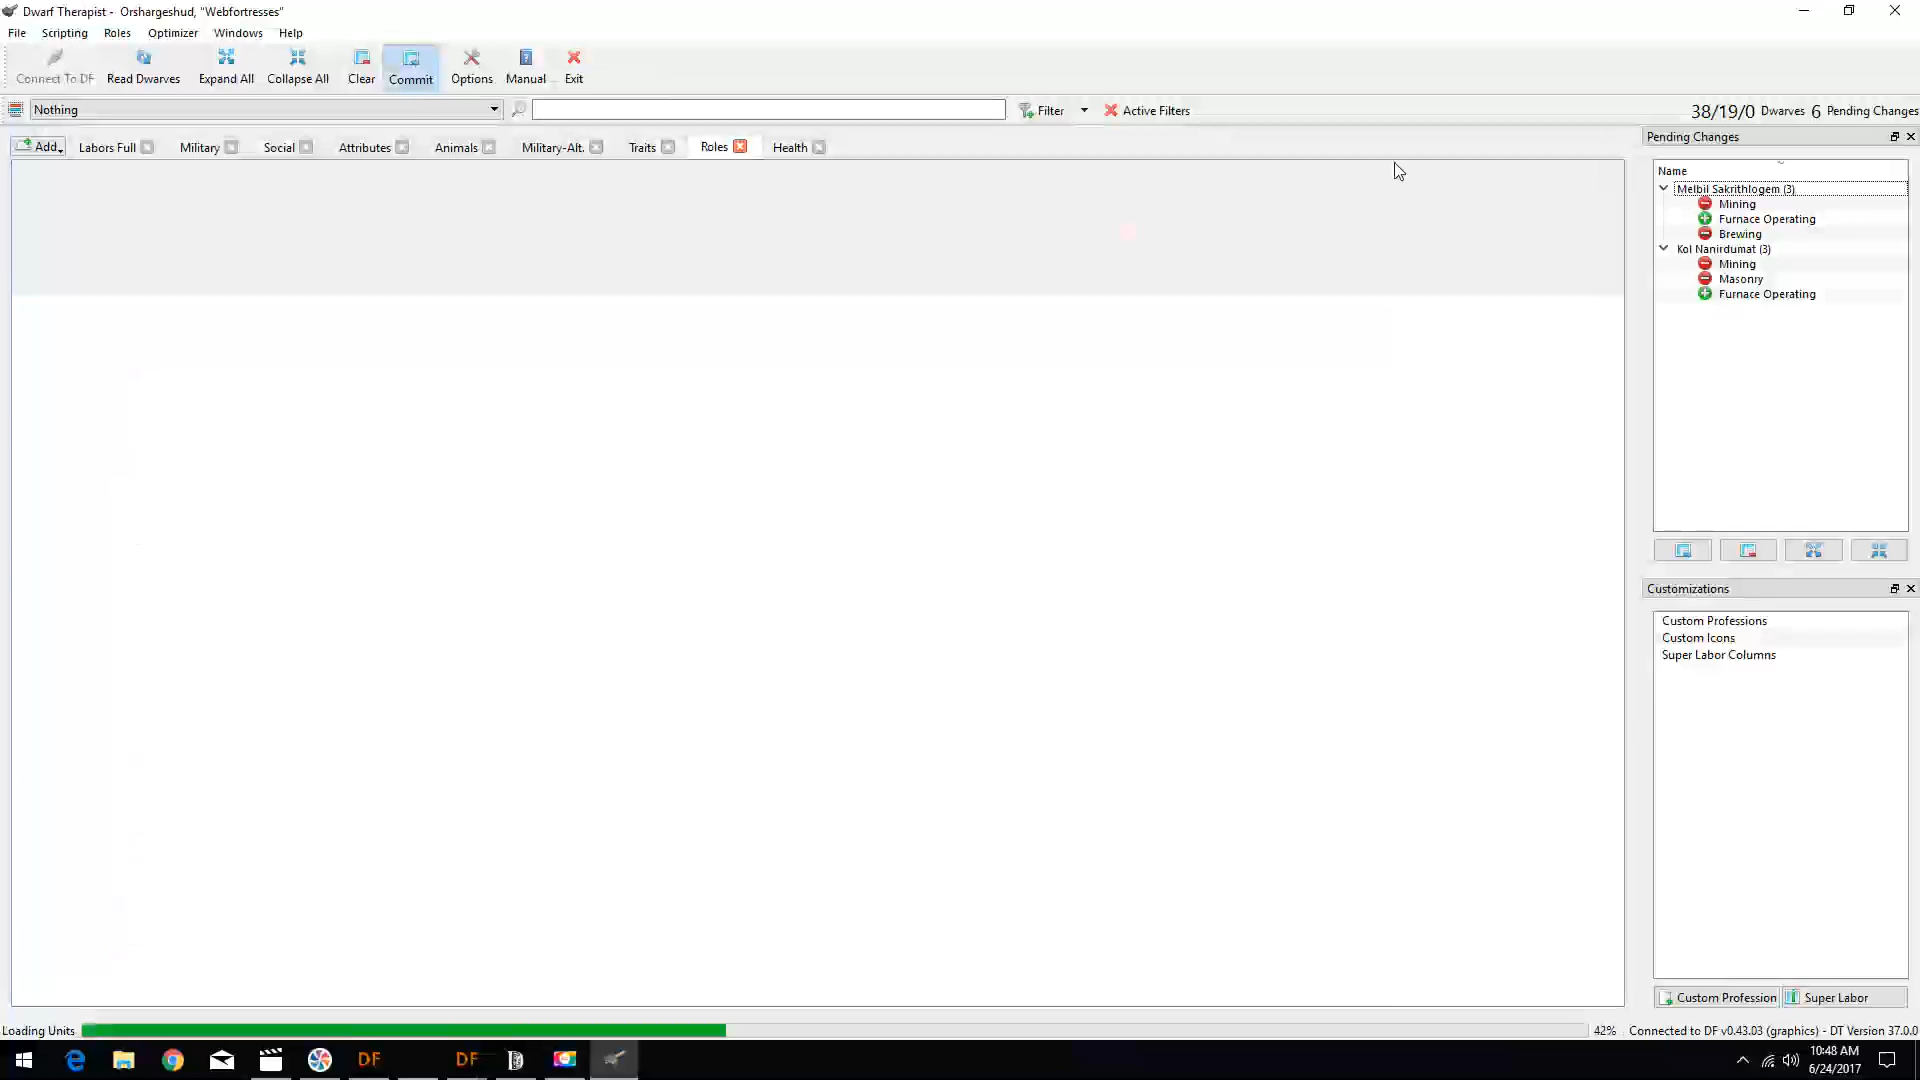 Dwarf Therapist - Orshargeshud, "Webfortresses"
File Scripting Roles Optimizer Windows Help
Connect To DF Read Dwarves Expand All Collapse All Clear Commit Options Manual Exit
Nothing Filter Active Filters 38/19/0 Dwarves 6 Pending Changes
Add Labors Full Military Social Attributes Animals Military-Alt. Traits Roles Health
Pending Changes
Name
Melbil Sakrithlogem (3)
Mining
Furnace Operating
Brewing
Kol Nanirdumat (3)
Mining
Masonry
Furnace Operating
Customizations
Custom Professions
Custom Icons
Super Labor Columns
Custom Profession Super Labor
Loading Units 42% Connected to DF v0.43.03 (graphics) - DT Version 37.0.0
DF DF
10:48 AM
6/24/2017